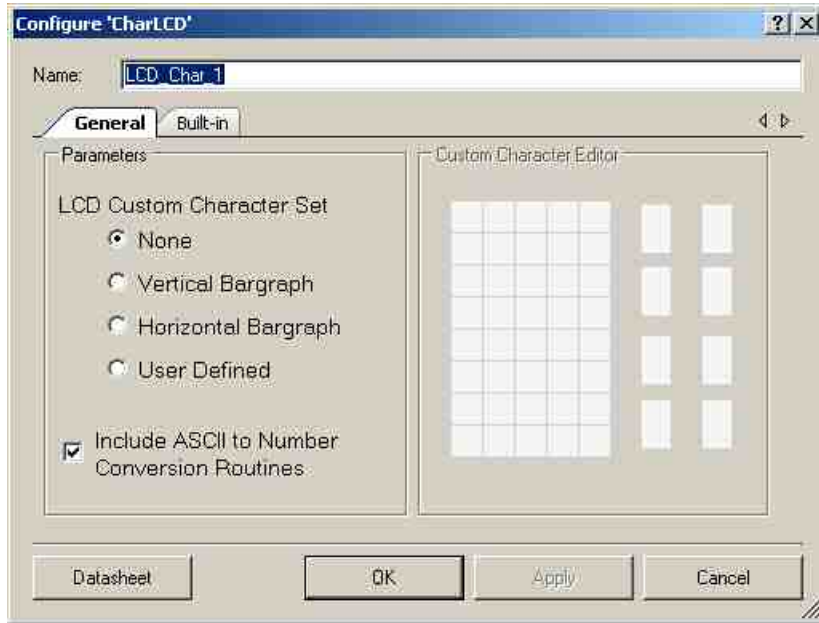 Configure 'CharLCD'
Name: LCD_Char_1
General Built-in
Parameters
LCD Custom Character Set
None
Vertical Bargraph
Horizontal Bargraph
User Defined
Include ASCII to Number
Conversion Routines
Custom Character Editor
Datasheet OK Apply Cancel